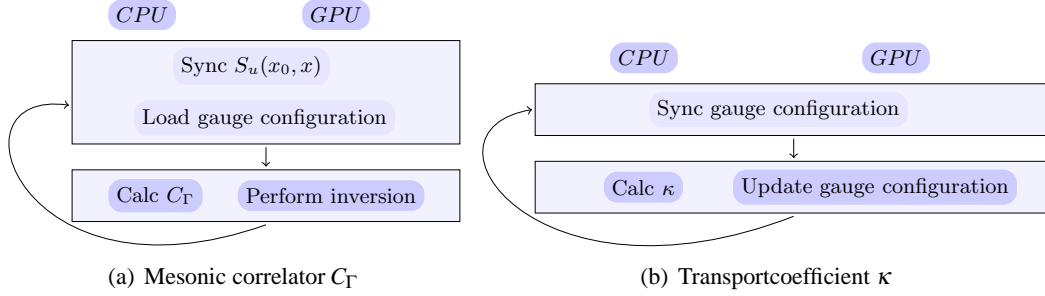 CPU GPU
Sync S_u(x_0, x)
Load gauge configuration
Calc C_Γ Perform inversion
(a) Mesonic correlator C_Γ
CPU GPU
Sync gauge configuration
Calc κ Update gauge configuration
(b) Transportcoefficient κ